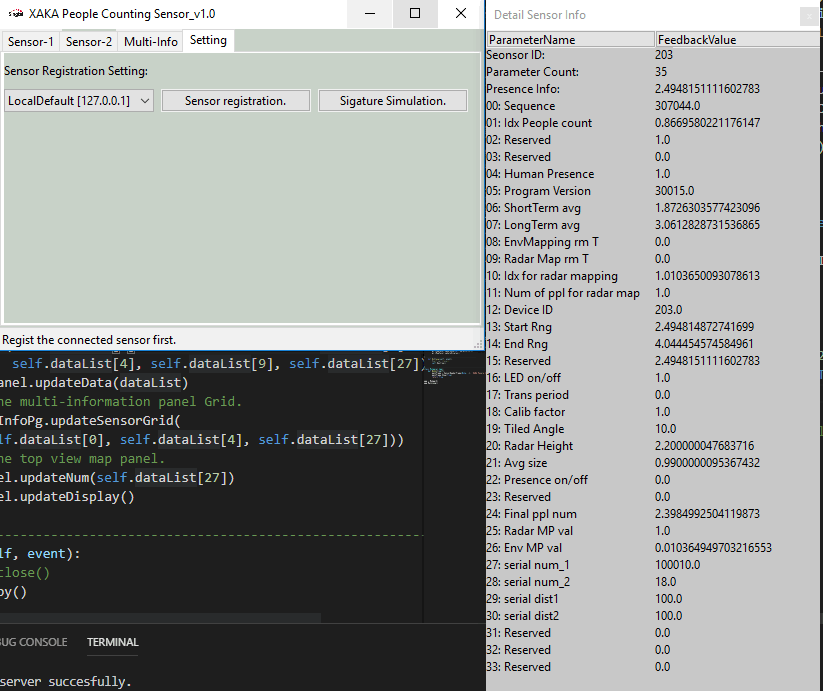 XAKA People Counting Sensor_v1.0
Sensor-1 Sensor-2 Multi-Info Setting
Sensor Registration Setting:
LocalDefault [127.0.0.1] Sensor registration. Sigature Simulation.
Regist the connected sensor first.
self.dataList[4], self.dataList[9], self.dataList[27]
anel.updateData(dataList)
he multi-information panel Grid.
InfoPg.updateSensorGrid(
lf.dataList[0], self.dataList[4], self.dataList[27]))
he top view map panel.
el.updateNum(self.dataList[27])
el.updateDisplay()
lf, event):
close()
oy()
BUG CONSOLE TERMINAL
server succesfully.
Detail Sensor Info
ParameterName FeedbackValue
Seonsor ID: 203
Parameter Count: 35
Presence Info: 2.4948151111602783
00: Sequence 307044.0
01: Idx People count 0.8669580221176147
02: Reserved 1.0
03: Reserved 0.0
04: Human Presence 1.0
05: Program Version 30015.0
06: ShortTerm avg 1.8726303577423096
07: LongTerm avg 3.0612828731536865
08: EnvMapping rm T 0.0
09: Radar Map rm T 0.0
10: Idx for radar mapping 1.0103650093078613
11: Num of ppl for radar map 1.0
12: Device ID 203.0
13: Start Rng 2.494814872741699
14: End Rng 4.044454574584961
15: Reserved 2.4948151111602783
16: LED on/off 1.0
17: Trans period 0.0
18: Calib factor 1.0
19: Tiled Angle 10.0
20: Radar Height 2.200000047683716
21: Avg size 0.9900000095367432
22: Presence on/off 0.0
23: Reserved 0.0
24: Final ppl num 2.3984992504119873
25: Radar MP val 1.0
26: Env MP val 0.010364949703216553
27: serial num_1 100010.0
28: serial num_2 18.0
29: serial dist1 100.0
30: serial dist2 100.0
31: Reserved 0.0
32: Reserved 0.0
33: Reserved 0.0